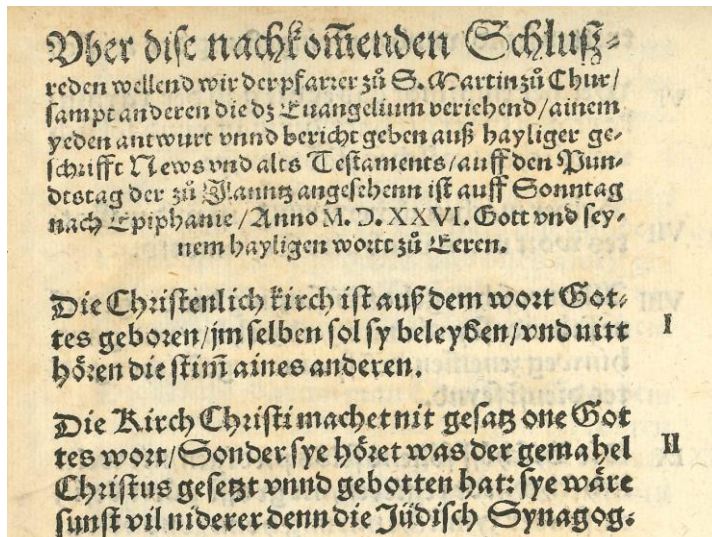 Vber dise nachkom̄enden Schluſz⸗
reden wellend wir der pfarrer zů S. Martin zů Chur/
sampt anderen die dz Euangelium veriehend/ainem
yeden antwurt vnnd bericht geben auß hayliger ge⸗
schrifft News vnd alts Testaments/auff den Pun⸗
dtstag der zů Jlanntz angesehenn ist auff Sonntag
nach Epiphanie/Anno M. D. XXVI. Gott vnd sey⸗
nem hayligen wortt zů Eeren.
Die Christenlich kirch ist auß dem wort Got⸗
tes geboren/jm selben sol sy beleyben/vnd nitt I
hören die stim̄ aines anderen.
Die Kirch Christi machet nit gesatz one Got
tes wort/Sonder sye höret was der gemahel II
Christus gesetzt vnnd gebotten hat: sye wäre
sunst vil niderer denn die Jüdisch Synagog: